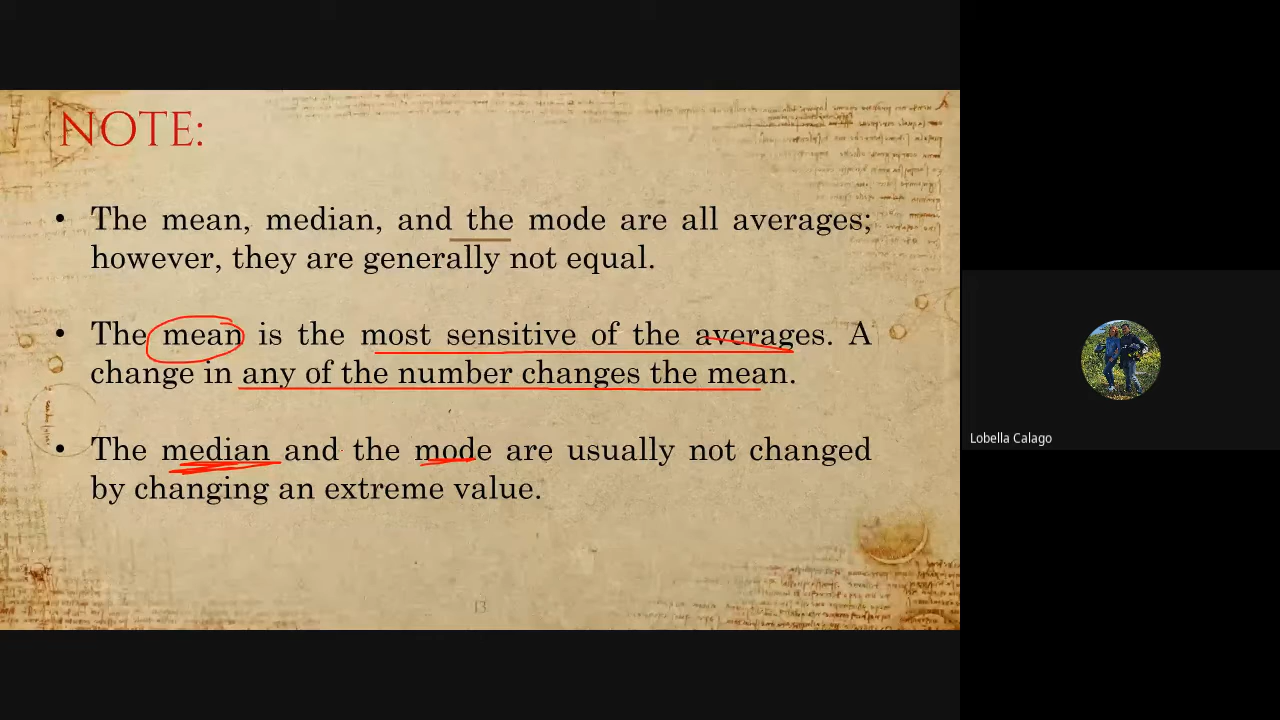 NOTE:
• The mean, median, and the mode are all averages;
however, they are generally not equal.
• The mean is the most sensitive of the averages. A
change in any of the number changes the mean.
• The median and the mode are usually not changed
by changing an extreme value.
13
Lobella Calago